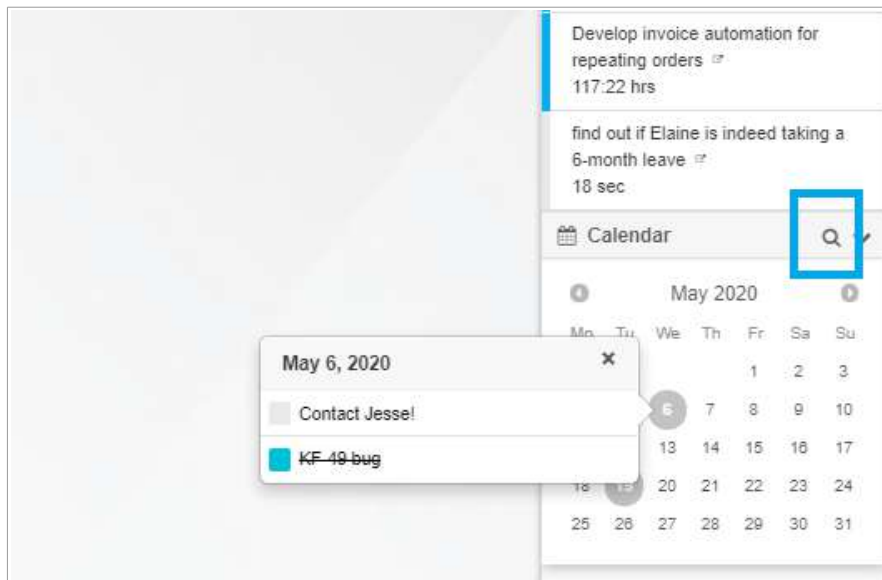 Develop invoice automation for
repeating orders
117:22 hrs
find out if Elaine is indeed taking a
6-month leave
18 sec
Calendar
May 2020
Mo Tu We Th Fr Sa Su
1 2 3
6 7 8 9 10
13 14 15 16 17
18 19 20 21 22 23 24
25 26 27 28 29 30 31
May 6, 2020
Contact Jesse!
KF-49 bug